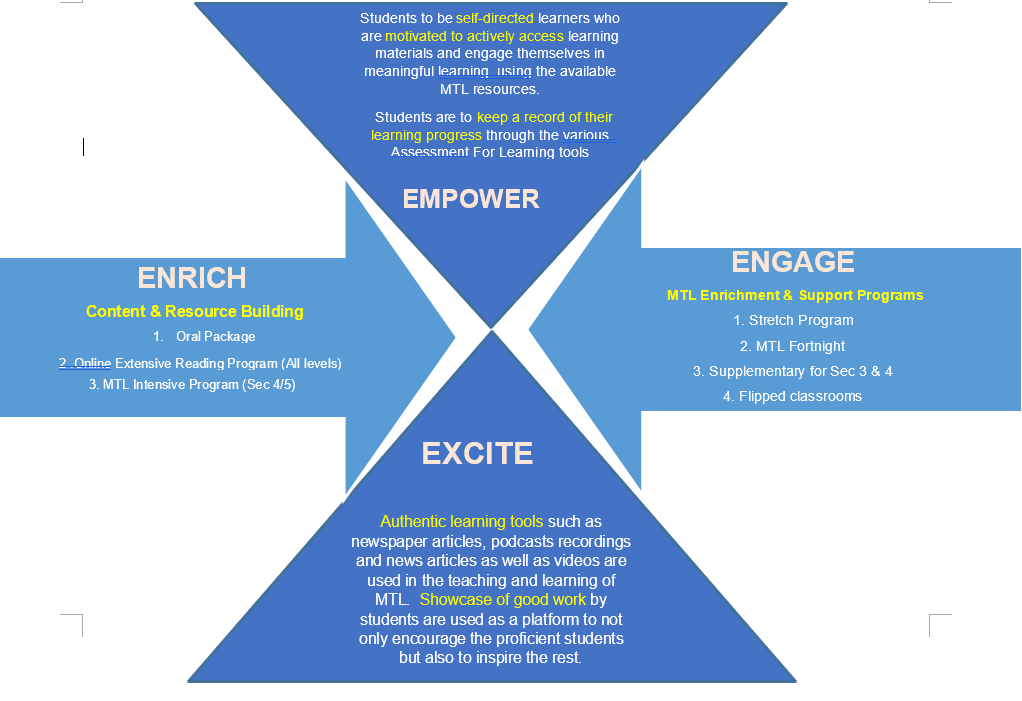 Students to be self-directed learners who
are motivated to actively access learning
materials and engage themselves in
meaningful learning using the available
MTL resources.
Students are to keep a record of their
learning progress through the various
Assessment For Learning tools
EMPOWER
ENRICH
Content & Resource Building
1. Oral Package
2. Online Extensive Reading Program (All levels)
3. MTL Intensive Program (Sec 4/5)
ENGAGE
MTL Enrichment & Support Programs
1. Stretch Program
2. MTL Fortnight
3. Supplementary for Sec 3 & 4
4. Flipped classrooms
EXCITE
Authentic learning tools such as
newspaper articles, podcasts recordings
and news articles as well as videos are
used in the teaching and learning of
MTL. Showcase of good work by
students are used as a platform to not
only encourage the proficient students
but also to inspire the rest.